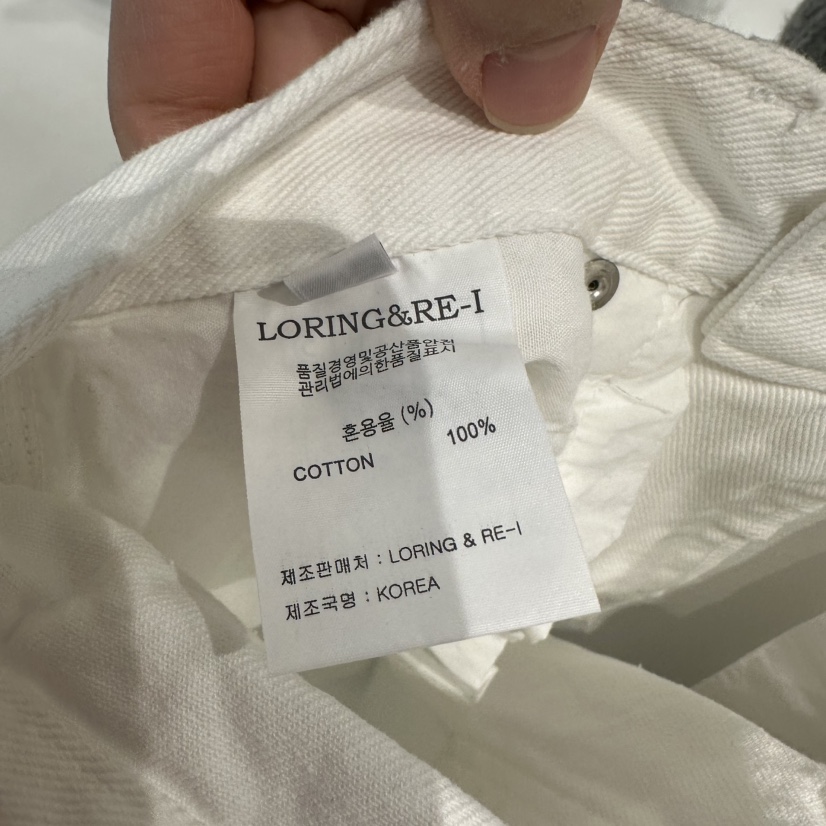 LORING&RE-I
품질경영및공산품안전
관리법에의한품질표시
혼용율 (%)
COTTON 100%
제조판매처 : LORING & RE-I
제조국명 : KOREA